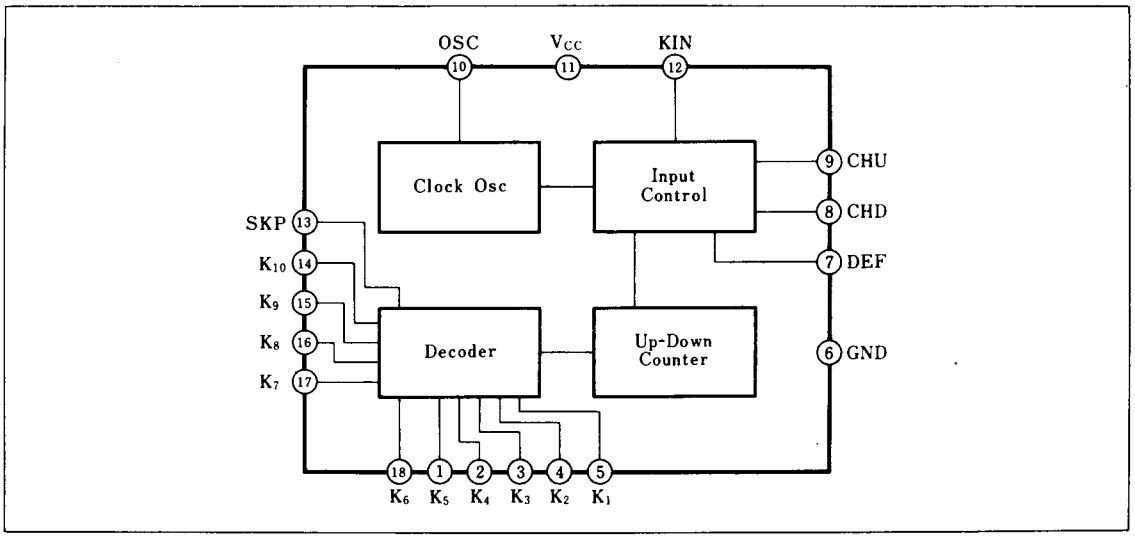 OSC VCC KIN
10 11 12
Clock Osc
Input
Control
9 CHU
8 CHD
7 DEF
SKP 13
K10 14
K9 15
K8 16
K7 17
Decoder
Up-Down
Counter
6 GND
18 1 2 3 4 5
K6 K5 K4 K3 K2 K1